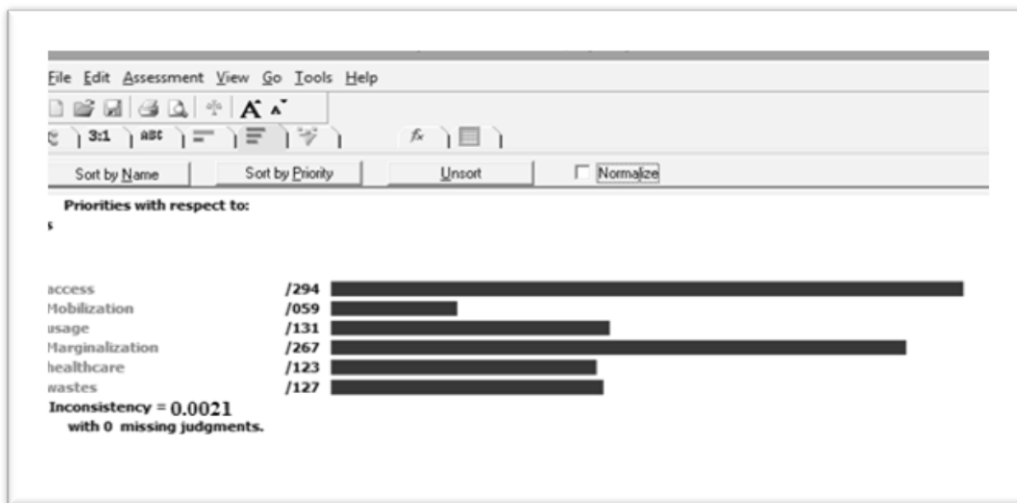 File Edit Assessment View Go Tools Help
A A
3:1 ABC fx
Sort by Name Sort by Priority Unsort Normalize
Priorities with respect to:
s
access /294
Mobilization /059
usage /131
Marginalization /267
healthcare /123
wastes /127
Inconsistency = 0.0021
with 0 missing judgments.